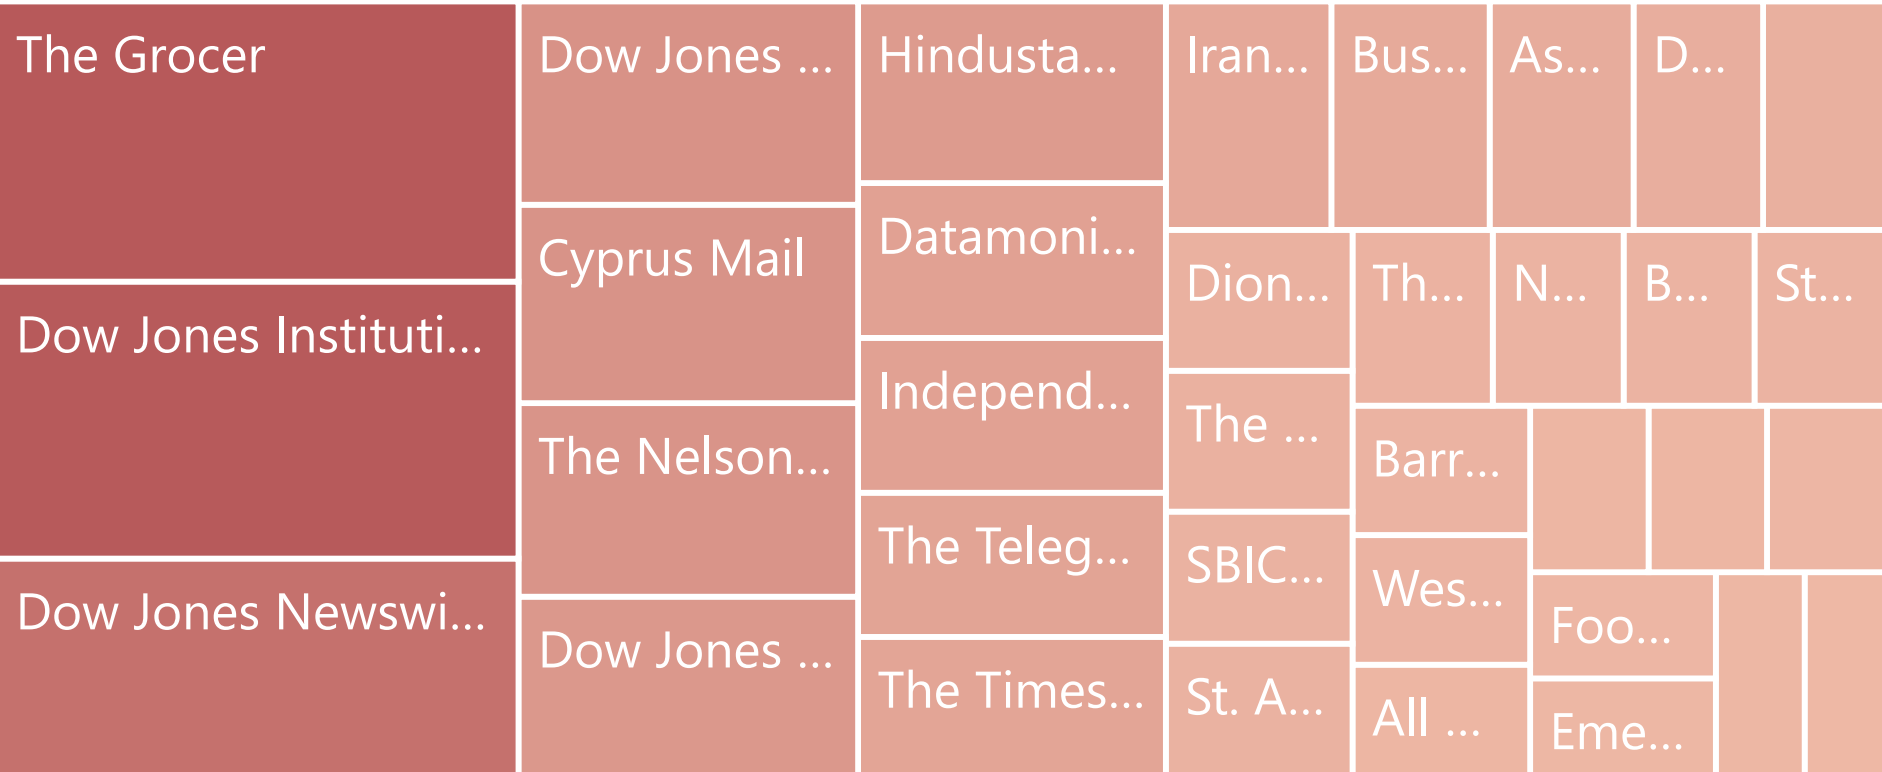 The Grocer
Dow Jones Instituti...
Dow Jones Newswi...
Dow Jones ...
Cyprus Mail
The Nelson...
Dow Jones ...
Hindusta...
Datamoni...
Independ...
The Teleg...
The Times...
Iran...
Bus...
As...
D...
Dion...
Th...
N...
B...
St...
The ...
SBIC...
St. A...
Barr...
Wes...
All ...
Foo...
Eme...